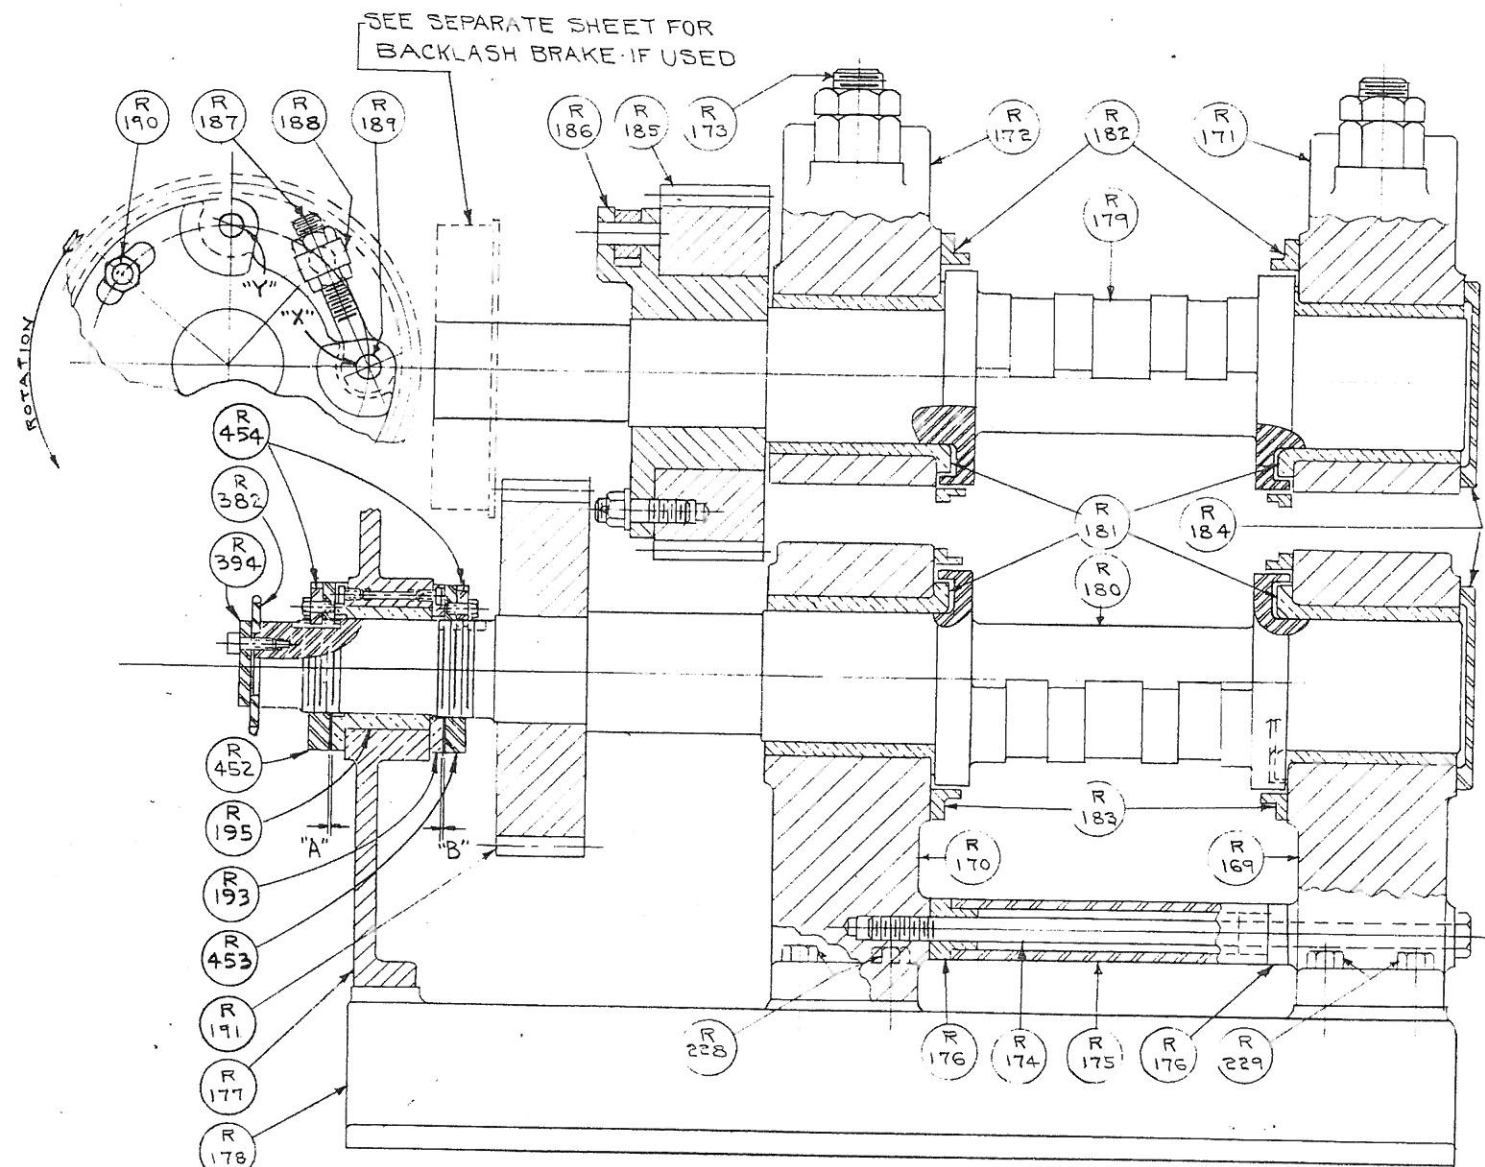 SEE SEPARATE SHEET FOR
BACKLASH BRAKE·IF USED
R
190
R
187
R
188
R
189
R
186
R
185
R
173
R
172
R
182
R
171
R
179
"Y"
"X"
ROTATION
R
454
R
382
R
394
R
181
R
184
R
180
R
452
R
195
"A"
"B"
R
193
R
453
R
191
R
177
R
178
R
183
R
170
R
169
R
228
R
176
R
174
R
175
R
176
R
229